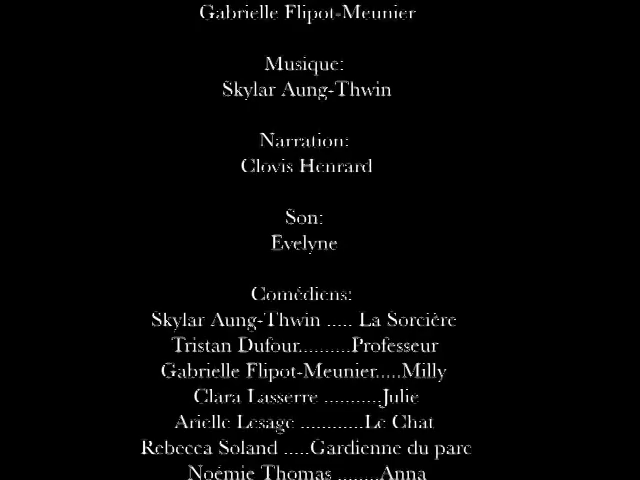 Gabrielle Flipot-Meunier
Musique:
Skylar Aung-Thwin
Narration:
Clovis Henrard
Son:
Evelyne
Comédiens:
Skylar Aung-Thwin ..... La Sorcière
Tristan Dufour..........Professeur
Gabrielle Flipot-Meunier.....Milly
Clara Lasserre ...........Julie
Arielle Lesage ............Le Chat
Rebecca Soland .....Gardienne du parc
Noémie Thomas ........Anna